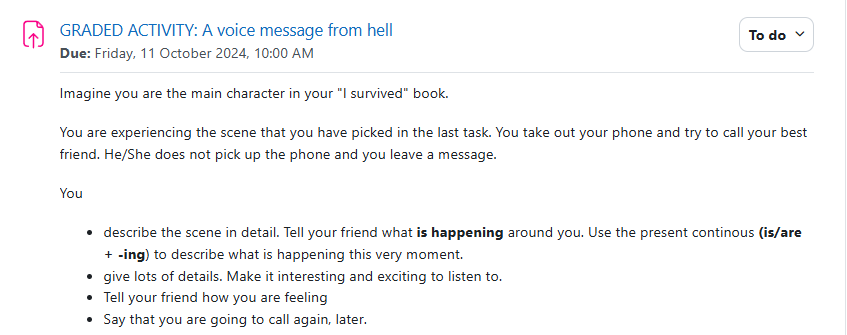 GRADED ACTIVITY: A voice message from hell
Due: Friday, 11 October 2024, 10:00 AM
To do
Imagine you are the main character in your "I survived" book.
You are experiencing the scene that you have picked in the last task. You take out your phone and try to call your best
friend. He/She does not pick up the phone and you leave a message.
You
describe the scene in detail. Tell your friend what is happening around you. Use the present continous (is/are
+ -ing) to describe what is happening this very moment.
give lots of details. Make it interesting and exciting to listen to.
Tell your friend how you are feeling
Say that you are going to call again, later.